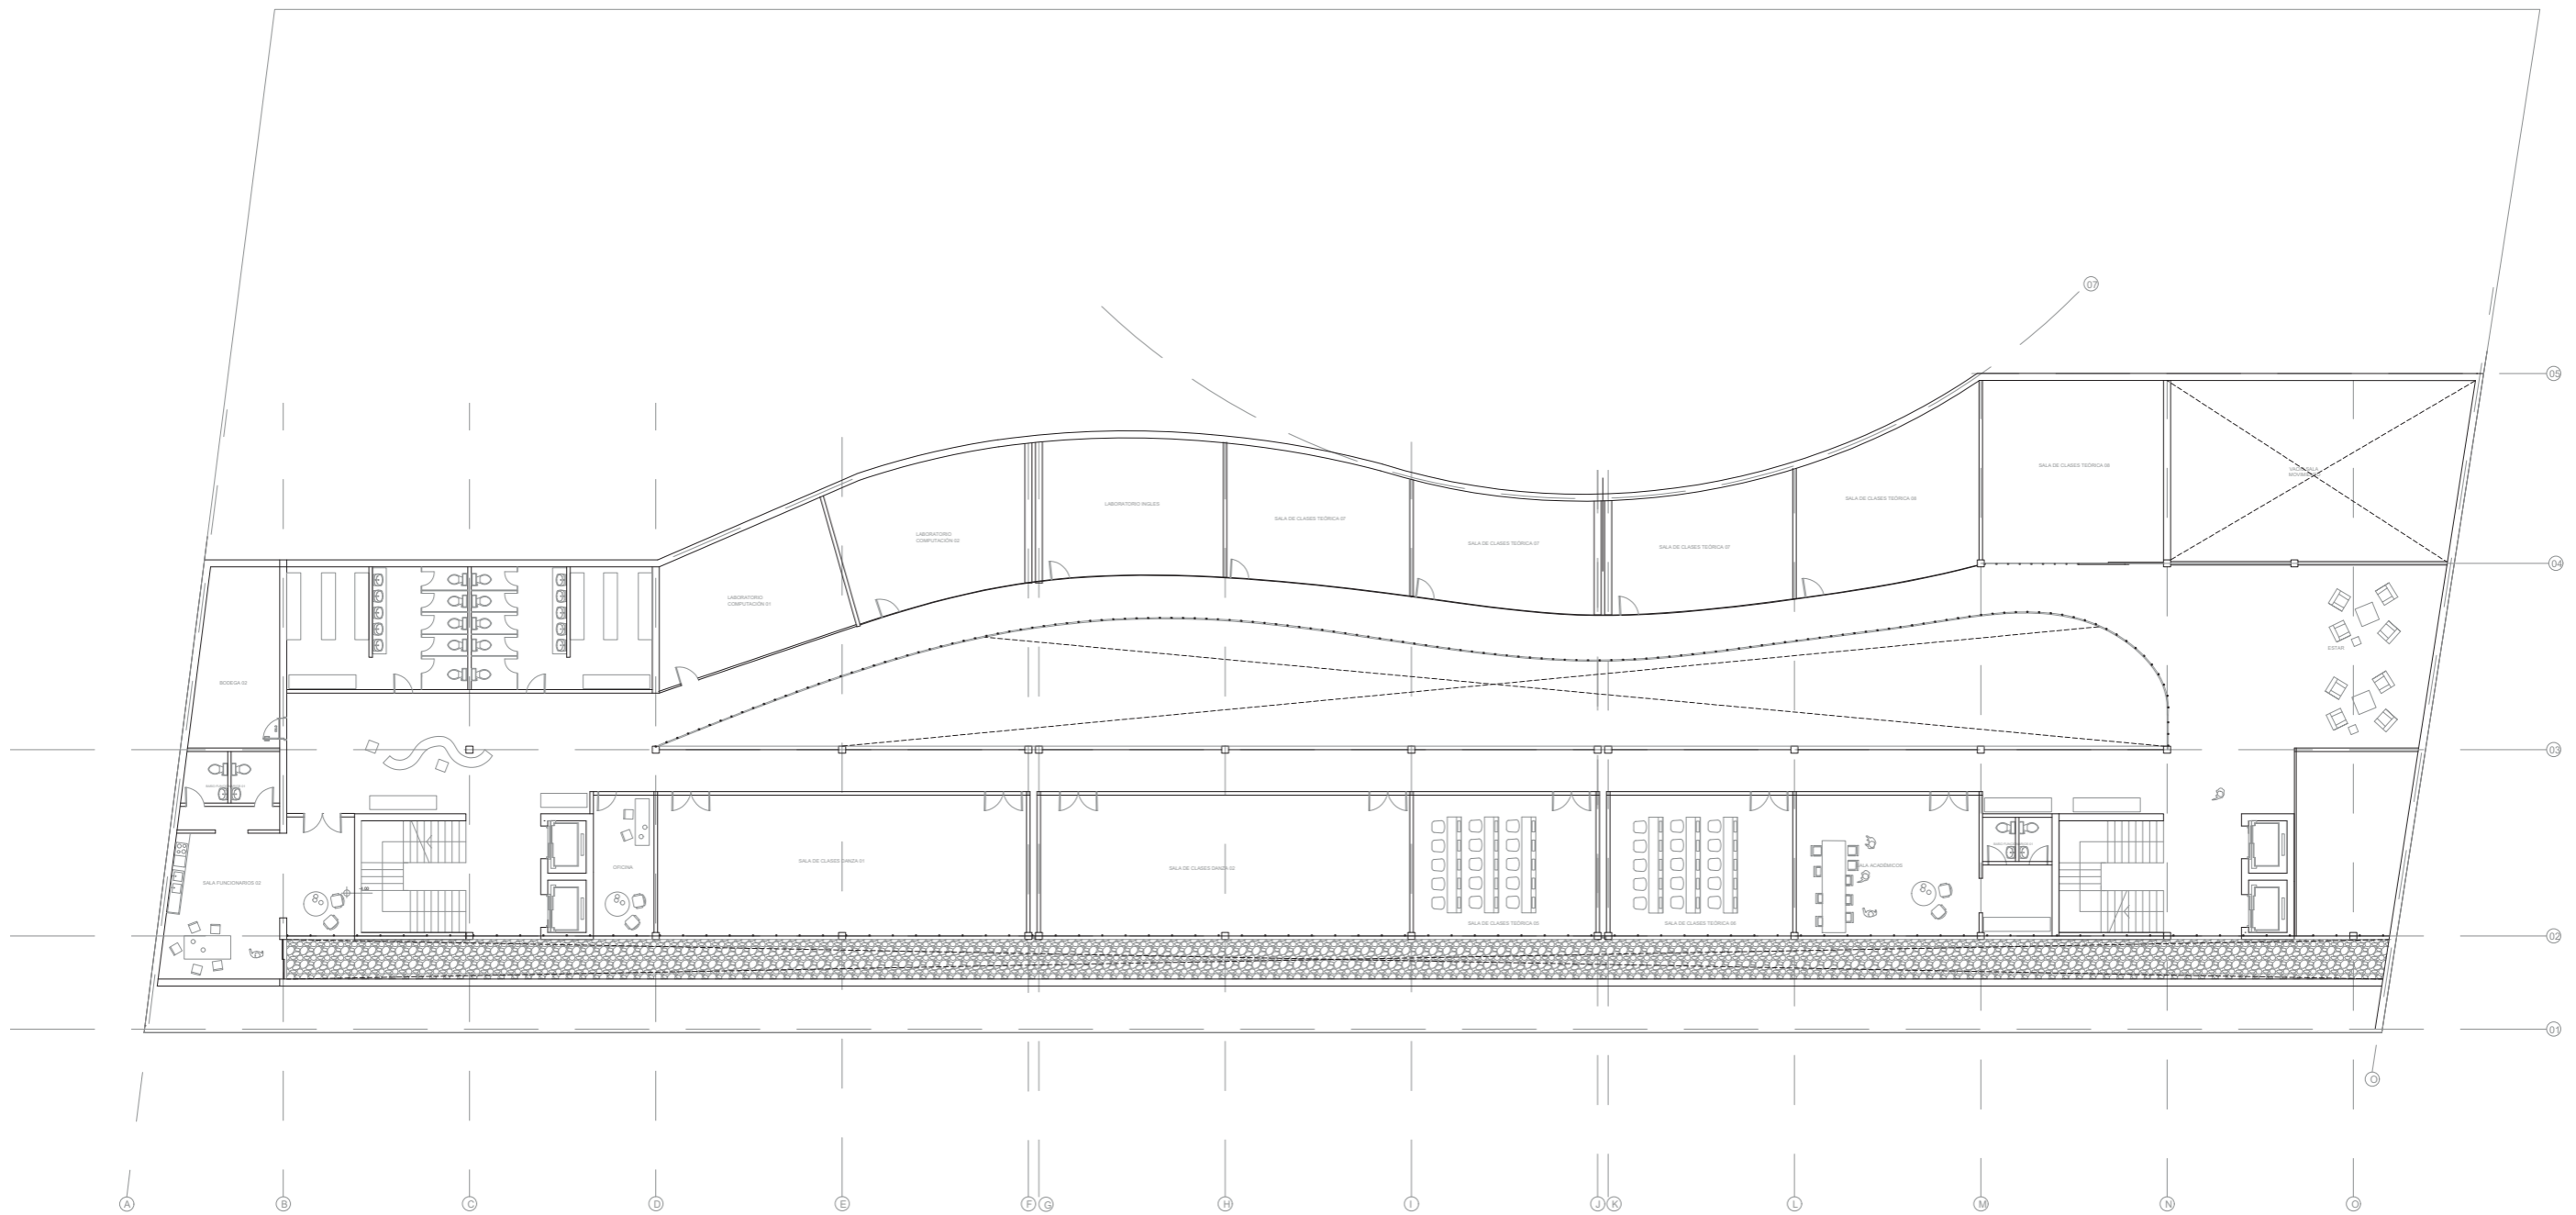 07
05
SALA DE CLASES TEÓRICA 09
VACIO SALA
LABORATORIO INGLES
SALA DE CLASES TEÓRICA 08
SALA DE CLASES TEÓRICA 07
LABORATORIO
COMPUTACIÓN 02
SALA DE CLASES TEÓRICA 07
SALA DE CLASES TEÓRICA 07
04
LABORATORIO
COMPUTACIÓN 01
ESTAR
BODEGA 02
03
SALA DE CLASES DANZA 01
OFICINA
SALA DE CLASES DANZA 02
SALA ACADÉMICOS
SALA FUNCIONARIOS 02
SALA DE CLASES TEÓRICA 05
SALA DE CLASES TEÓRICA 06
02
01
O
A
B
C
D
E
F
G
H
I
J
K
L
M
N
O